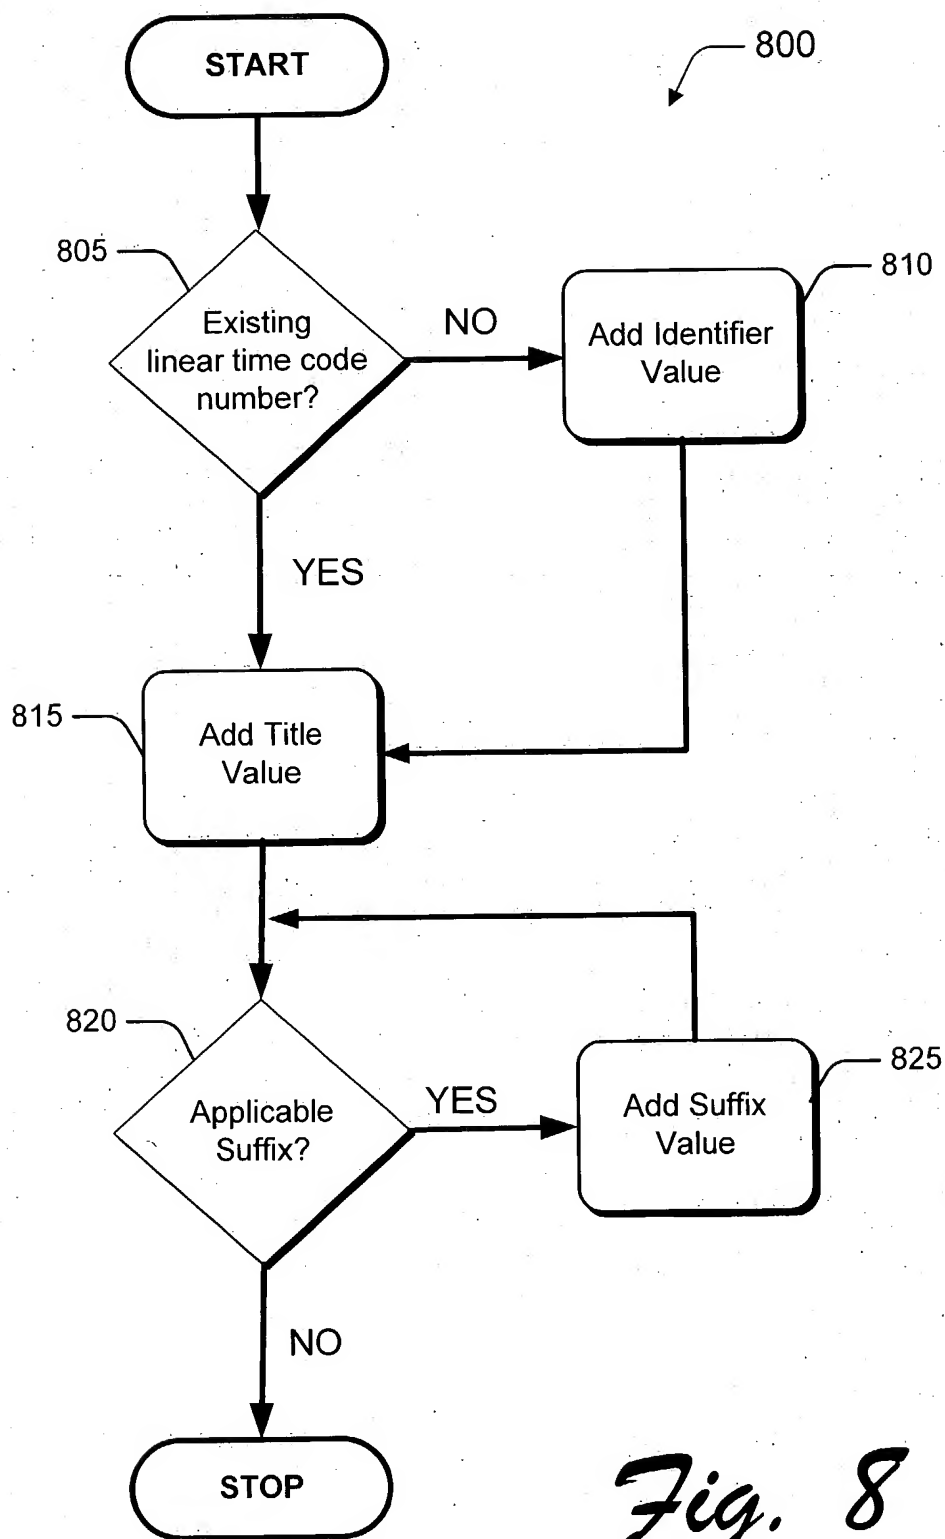 START
800
805
Existing
linear time code
number?
NO
810
Add Identifier
Value
YES
815
Add Title
Value
820
Applicable
Suffix?
YES
825
Add Suffix
Value
NO
STOP
Fig. 8